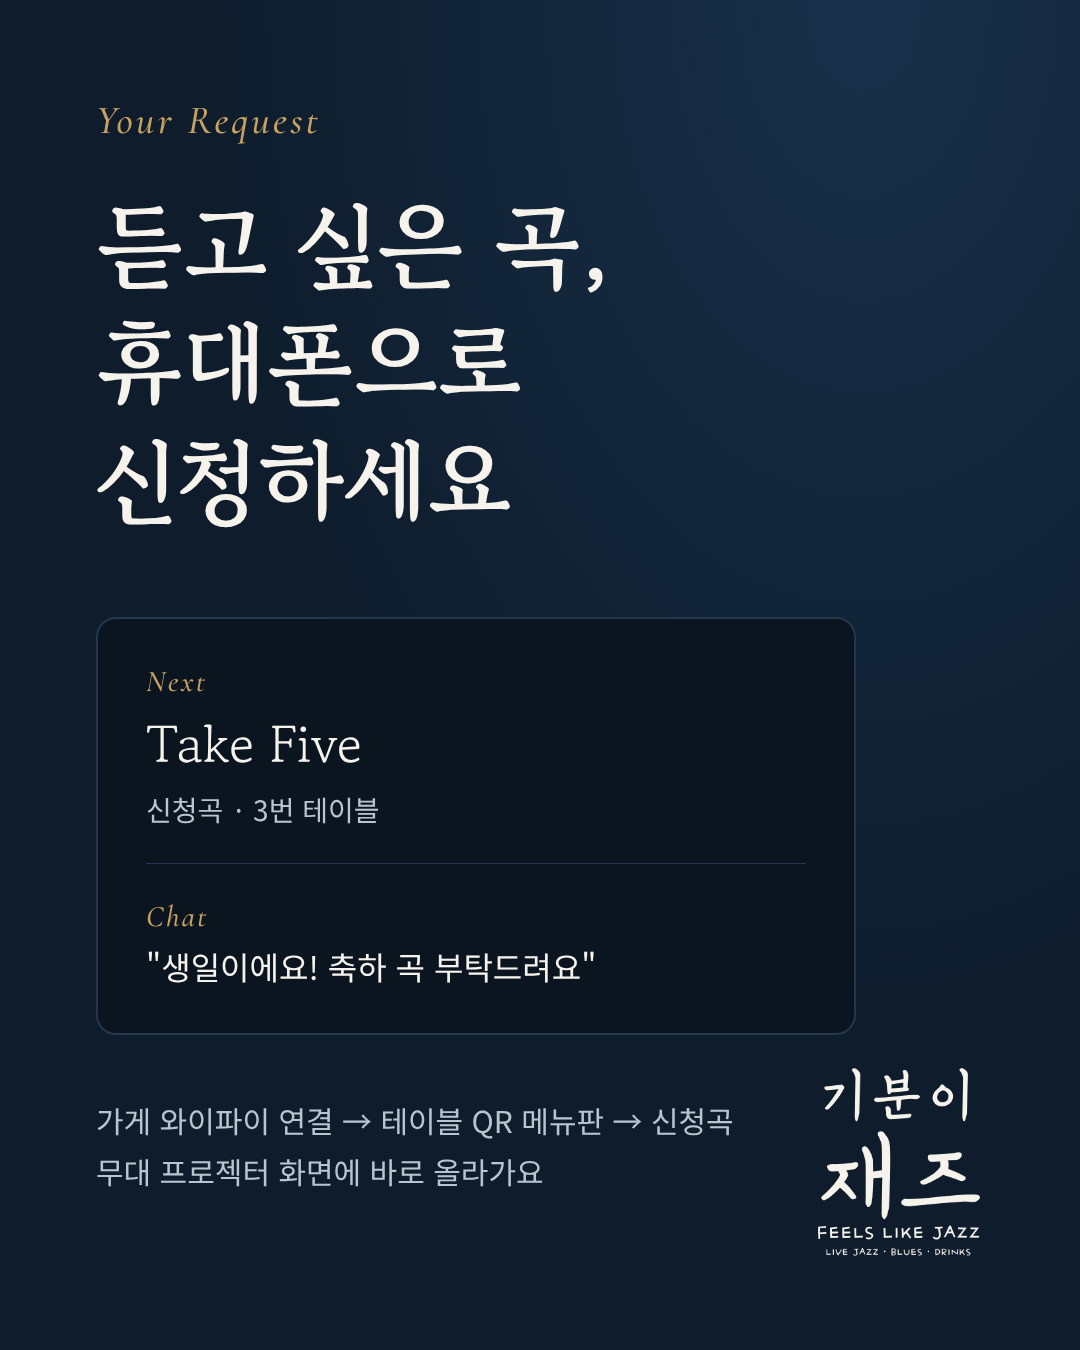 Your Request
듣고 싶은 곡,
휴대폰으로
신청하세요
Next
Take Five
신청곡 · 3번 테이블
Chat
"생일이에요! 축하 곡 부탁드려요"
가게 와이파이 연결 → 테이블 QR 메뉴판 → 신청곡
무대 프로젝터 화면에 바로 올라가요
기분이
재즈
FEELS LIKE JAZZ
LIVE JAZZ · BLUES · DRINKS